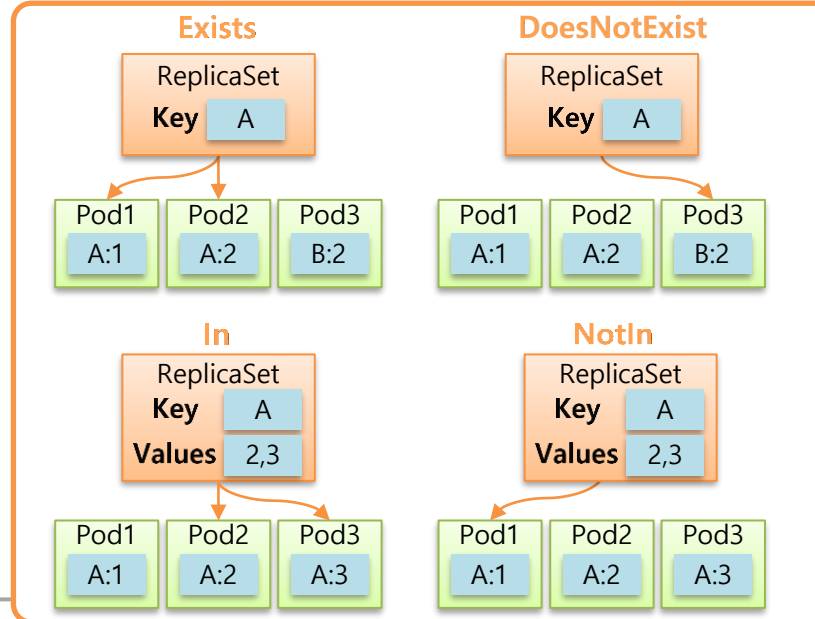 Exists
ReplicaSet
Key A
Pod1 Pod2 Pod3
A:1 A:2 B:2
DoesNotExist
ReplicaSet
Key A
Pod1 Pod2 Pod3
A:1 A:2 B:2
In
ReplicaSet
Key A
Values 2,3
Pod1 Pod2 Pod3
A:1 A:2 A:3
NotIn
ReplicaSet
Key A
Values 2,3
Pod1 Pod2 Pod3
A:1 A:2 A:3